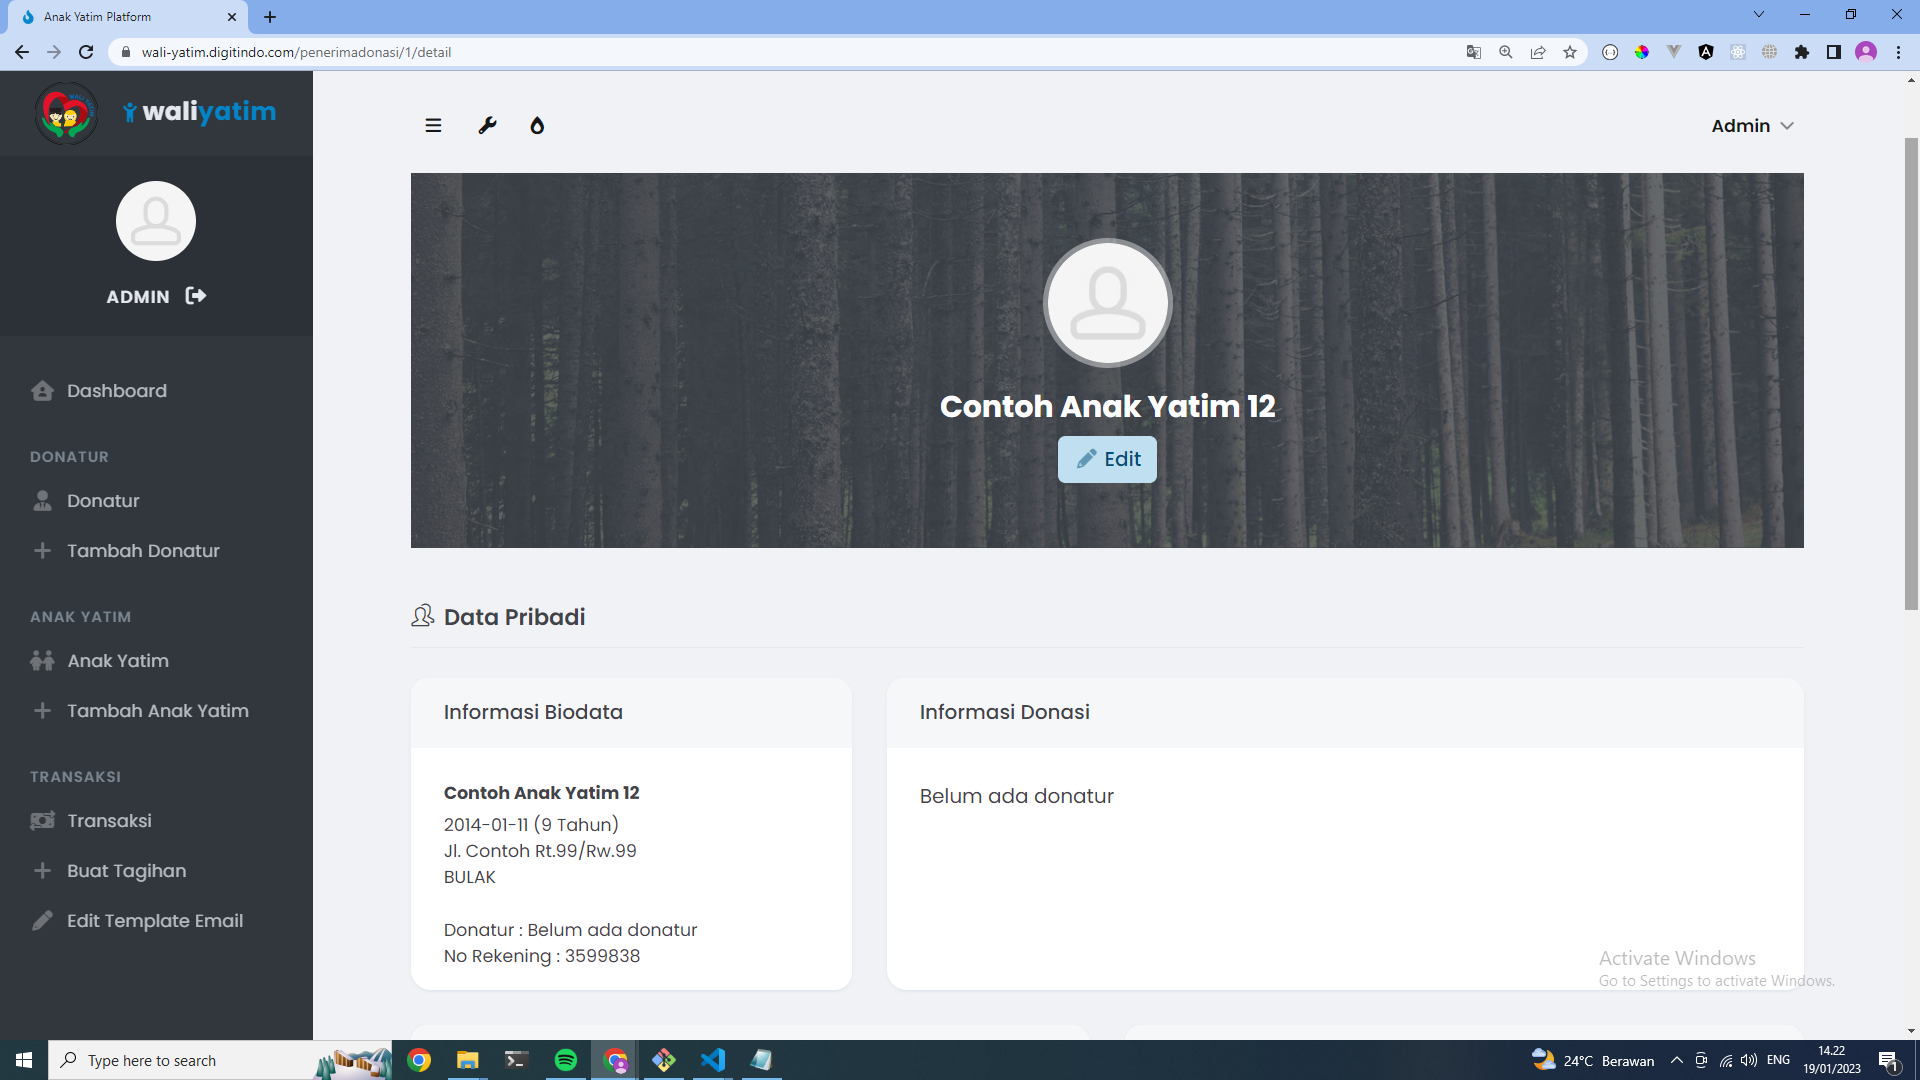 Anak Yatim Platform
wali-yatim.digitindo.com/penerimadonasi/1/detail
waliyatim
ADMIN
Dashboard
DONATUR
Donatur
Tambah Donatur
ANAK YATIM
Anak Yatim
Tambah Anak Yatim
TRANSAKSI
Transaksi
Buat Tagihan
Edit Template Email
Admin
Contoh Anak Yatim 12
Edit
Data Pribadi
Informasi Biodata
Contoh Anak Yatim 12
2014-01-11 (9 Tahun)
Jl. Contoh Rt.99/Rw.99
BULAK
Donatur : Belum ada donatur
No Rekening : 3599838
Informasi Donasi
Belum ada donatur
Activate Windows
Go to Settings to activate Windows.
Type here to search
24°C Berawan
ENG
14.22
19/01/2023
1